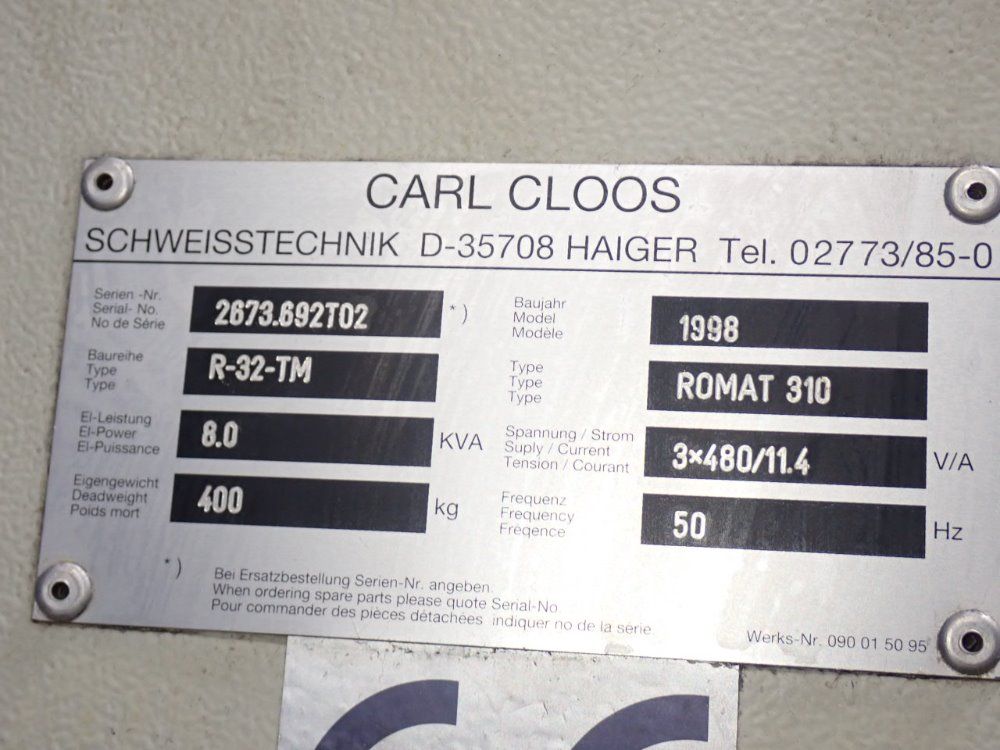 CARL CLOOS
SCHWEISSTECHNIK D-35708 HAIGER Tel. 02773/85-0
Serien -Nr.
Serial- No.
No de Série
2673.692T02
*)
Baujahr
Model
Modèle
1998
Baureihe
Type
Type
R-32-TM
Type
Type
Type
ROMAT 310
El-Leistung
El-Power
El-Puissance
8.0
KVA
Spannung / Strom
Suply / Current
Tension / Courant
3×480/11.4
V/A
Eigengewicht
Deadweight
Poids mort
400
kg
Frequenz
Frequency
Freqence
50
Hz
*)
Bei Ersatzbestellung Serien-Nr. angeben.
When ordering spare parts please quote Serial-No.
Pour commander des pièces détachées indiquer no de la série.
Werks-Nr. 090 01 50 95
CE